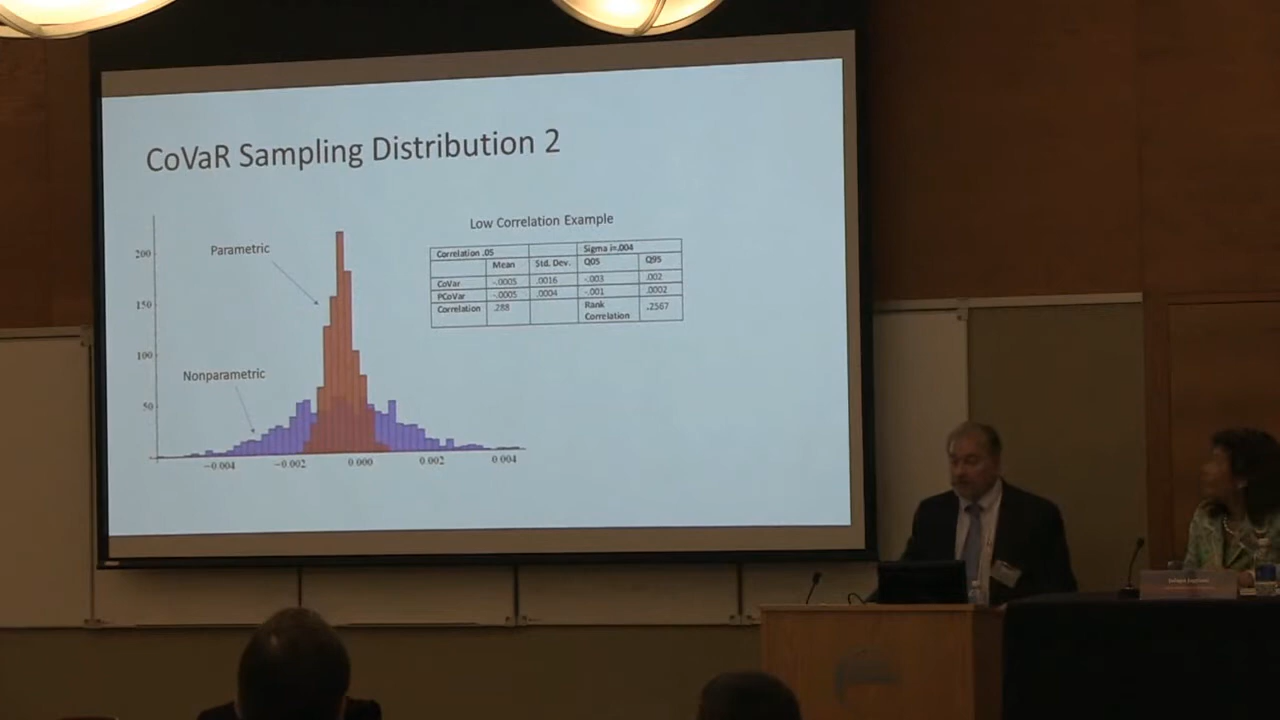 CoVaR Sampling Distribution 2
Low Correlation Example
Parametric
Nonparametric
200
150
100
50
−0.004 −0.002 0.000 0.002 0.004
Correlation .05 Sigma i=.004
Mean Std. Dev. Q05 Q95
CoVar -.0005 .0016 -.003 .002
PCoVar -.0005 .0004 -.001 .0002
Correlation .288 Rank .2567
Correlation